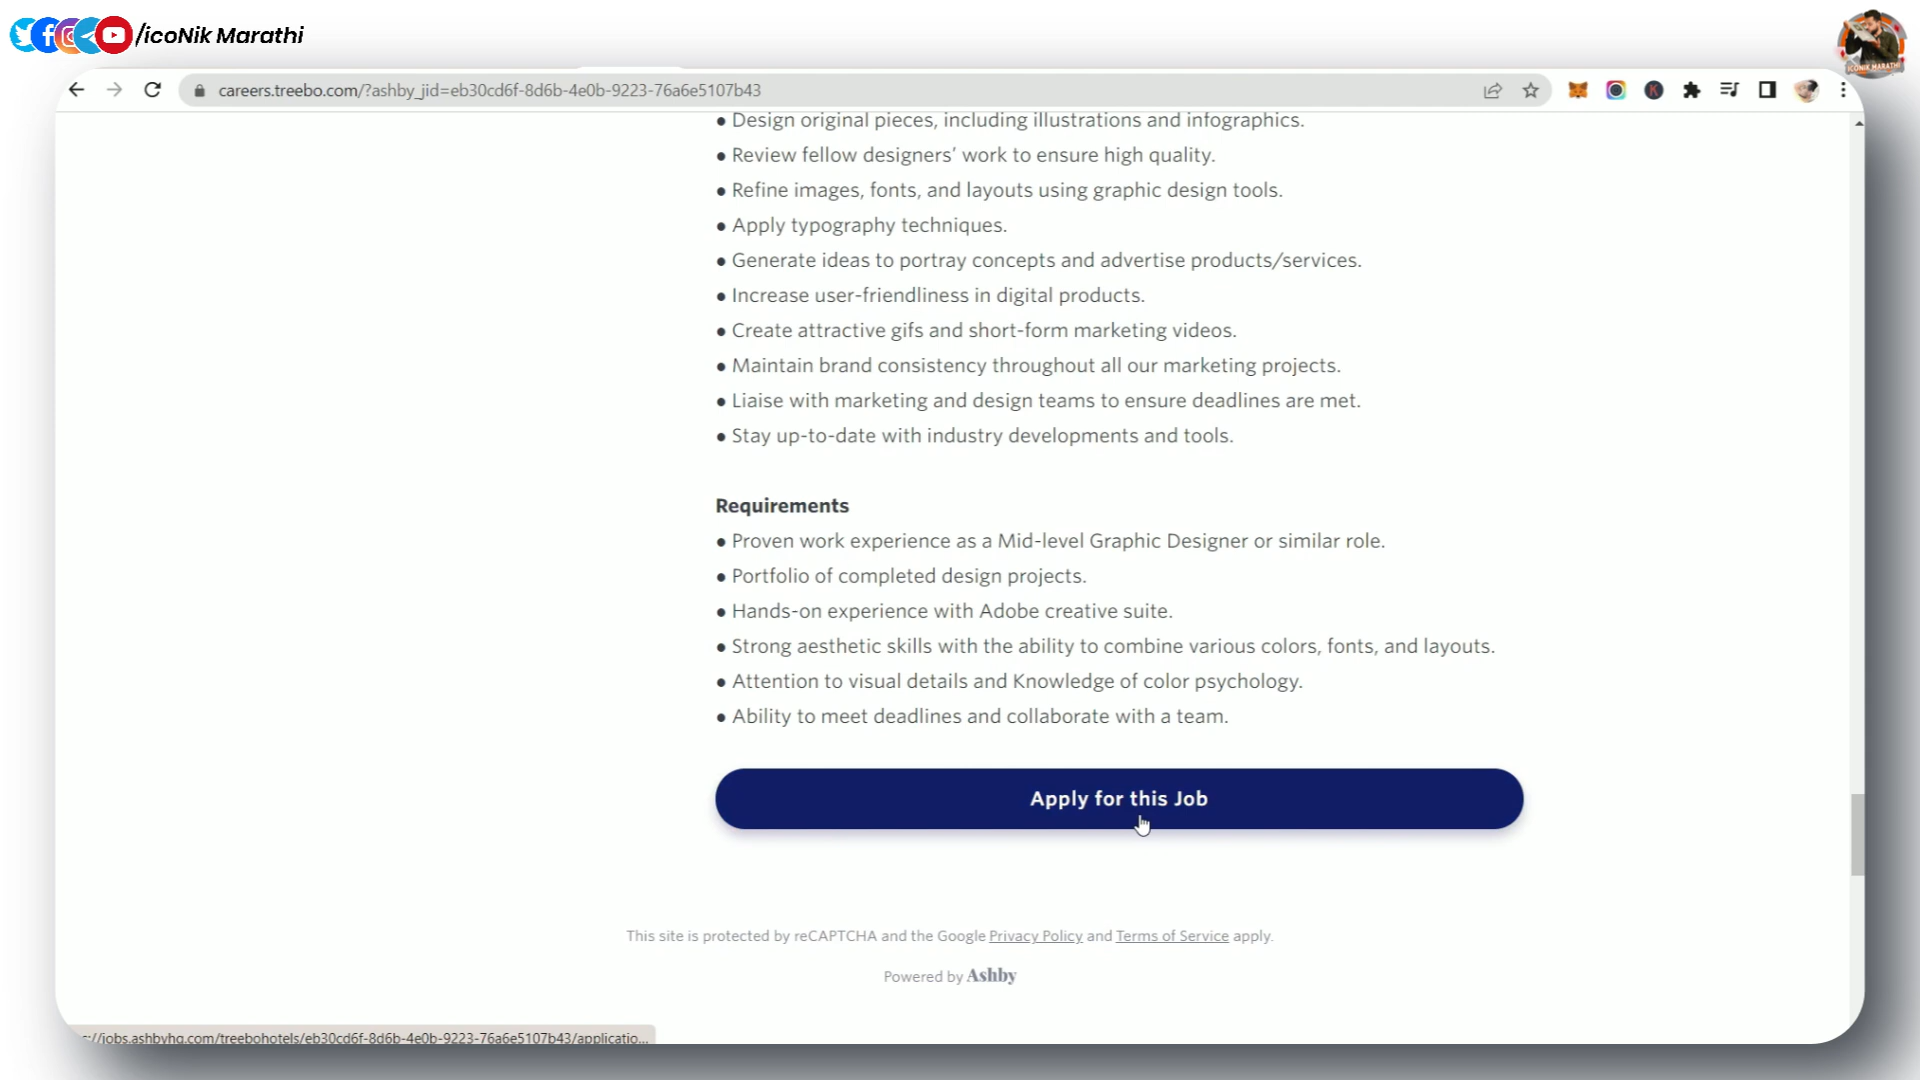 /icoNik Marathi
ICONIK MARATHI
careers.treebo.com/?ashby_jid=eb30cd6f-8d6b-4e0b-9223-76a6e5107b43
● Design original pieces, including illustrations and infographics.
● Review fellow designers’ work to ensure high quality.
● Refine images, fonts, and layouts using graphic design tools.
● Apply typography techniques.
● Generate ideas to portray concepts and advertise products/services.
● Increase user-friendliness in digital products.
● Create attractive gifs and short-form marketing videos.
● Maintain brand consistency throughout all our marketing projects.
● Liaise with marketing and design teams to ensure deadlines are met.
● Stay up-to-date with industry developments and tools.
Requirements
● Proven work experience as a Mid-level Graphic Designer or similar role.
● Portfolio of completed design projects.
● Hands-on experience with Adobe creative suite.
● Strong aesthetic skills with the ability to combine various colors, fonts, and layouts.
● Attention to visual details and Knowledge of color psychology.
● Ability to meet deadlines and collaborate with a team.
Apply for this Job
This site is protected by reCAPTCHA and the Google Privacy Policy and Terms of Service apply.
Powered by Ashby
://jobs.ashbyhq.com/treebohotels/eb30cd6f-8d6b-4e0b-9223-76a6e5107b43/applicatio...